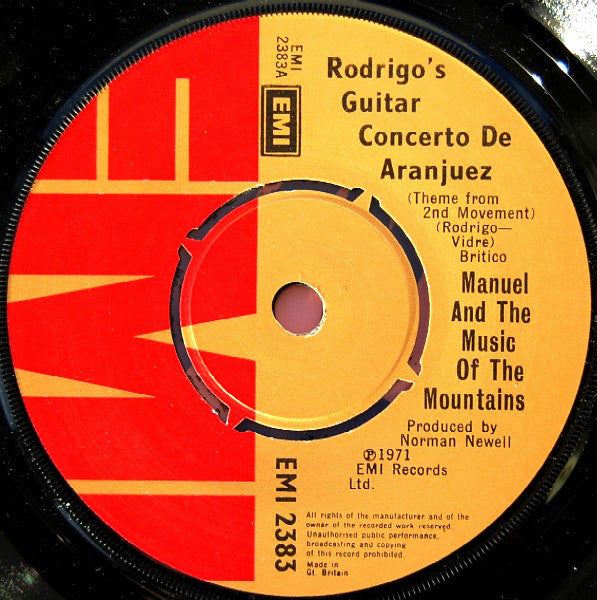 EMI
2383A
EMI
Rodrigo's
Guitar
Concerto De
Aranjuez
(Theme from
2nd Movement)
(Rodrigo—
Vidre)
Britico
Manuel
And The
Music
Of The
Mountains
Produced by
Norman Newell
℗1971
EMI Records
Ltd.
EMI 2383
All rights of the manufacturer and of the
owner of the recorded work reserved.
Unauthorised public performance,
broadcasting and copying
of this record prohibited.
Made in
Gt. Britain
EMI